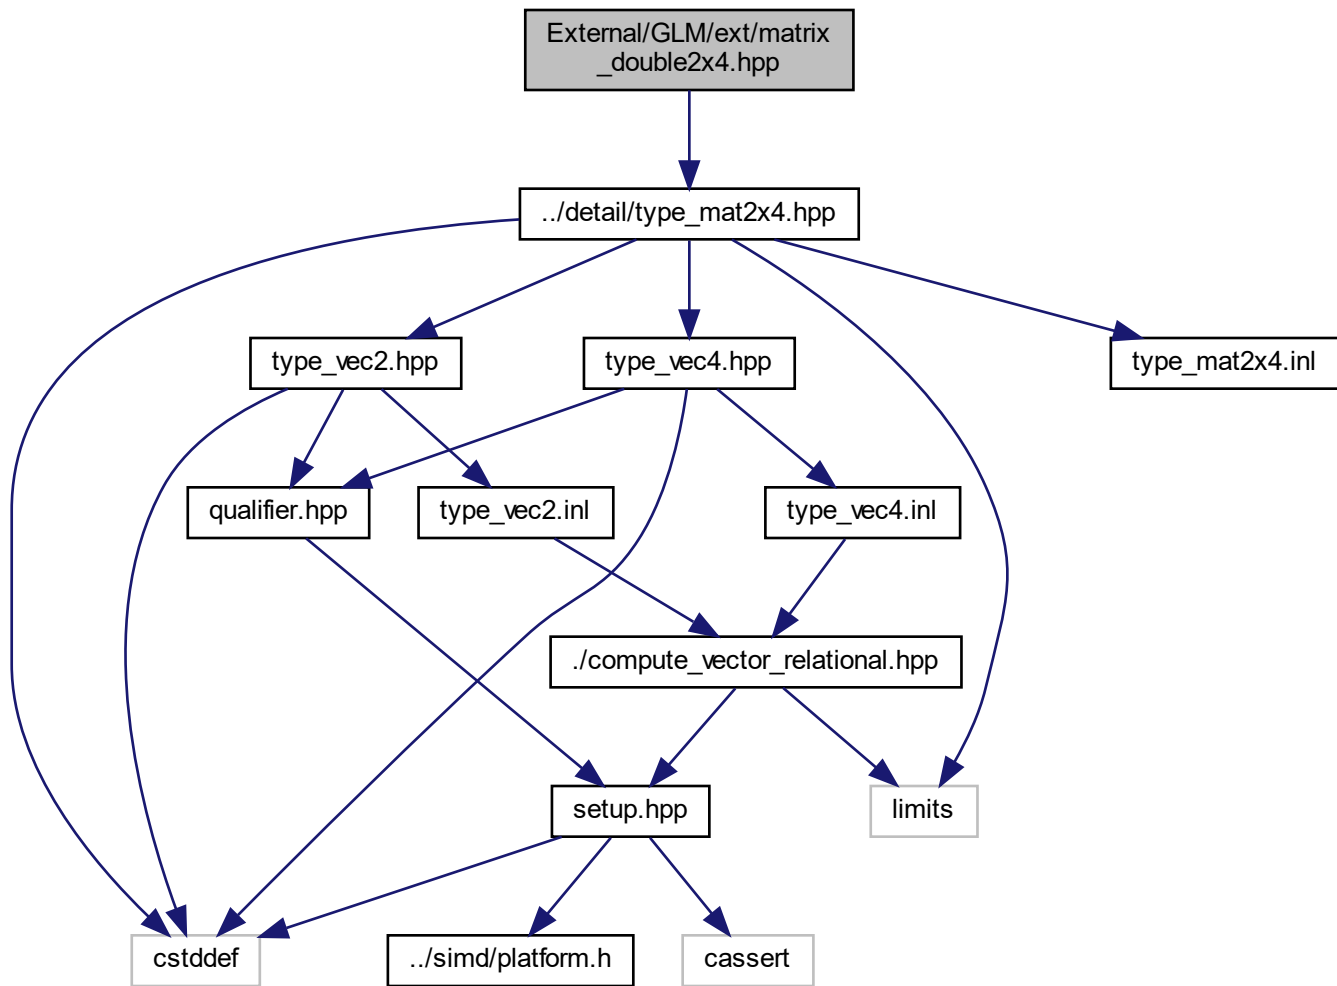 External/GLM/ext/matrix
_double2x4.hpp
../detail/type_mat2x4.hpp
type_vec2.hpp
type_vec4.hpp
type_mat2x4.inl
qualifier.hpp
type_vec2.inl
type_vec4.inl
./compute_vector_relational.hpp
setup.hpp
limits
cstddef
../simd/platform.h
cassert